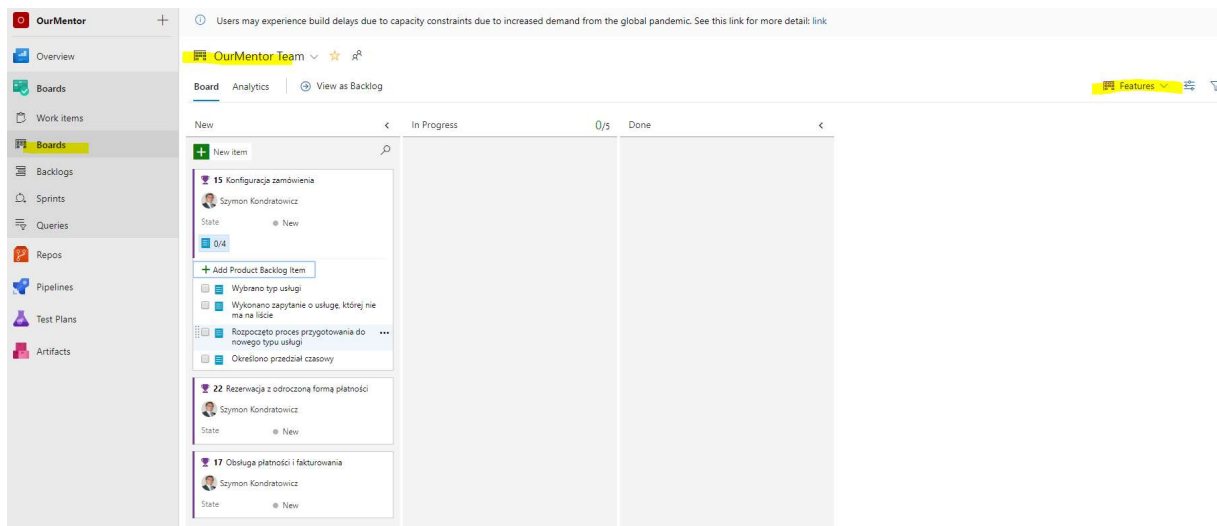 O OurMentor +
Users may experience build delays due to capacity constraints due to increased demand from the global pandemic. See this link for more detail: link
Overview
OurMentor Team
Boards
Board Analytics View as Backlog
Features
Work items
New
In Progress 0/5
Done
Boards
New item
Backlogs
Sprints
Queries
Repos
Pipelines
Test Plans
Artifacts
15 Konfiguracja zamówienia
Szymon Kondratowicz
State New
0/4
+ Add Product Backlog Item
Wybrano typ usługi
Wykonano zapytanie o usługę, której nie
ma na liście
Rozpoczęto proces przygotowania do
nowego typu usługi
Określono przedział czasowy
22 Rezerwacja z odroczoną formą płatności
Szymon Kondratowicz
State New
17 Obsługa płatności i fakturowania
Szymon Kondratowicz
State New